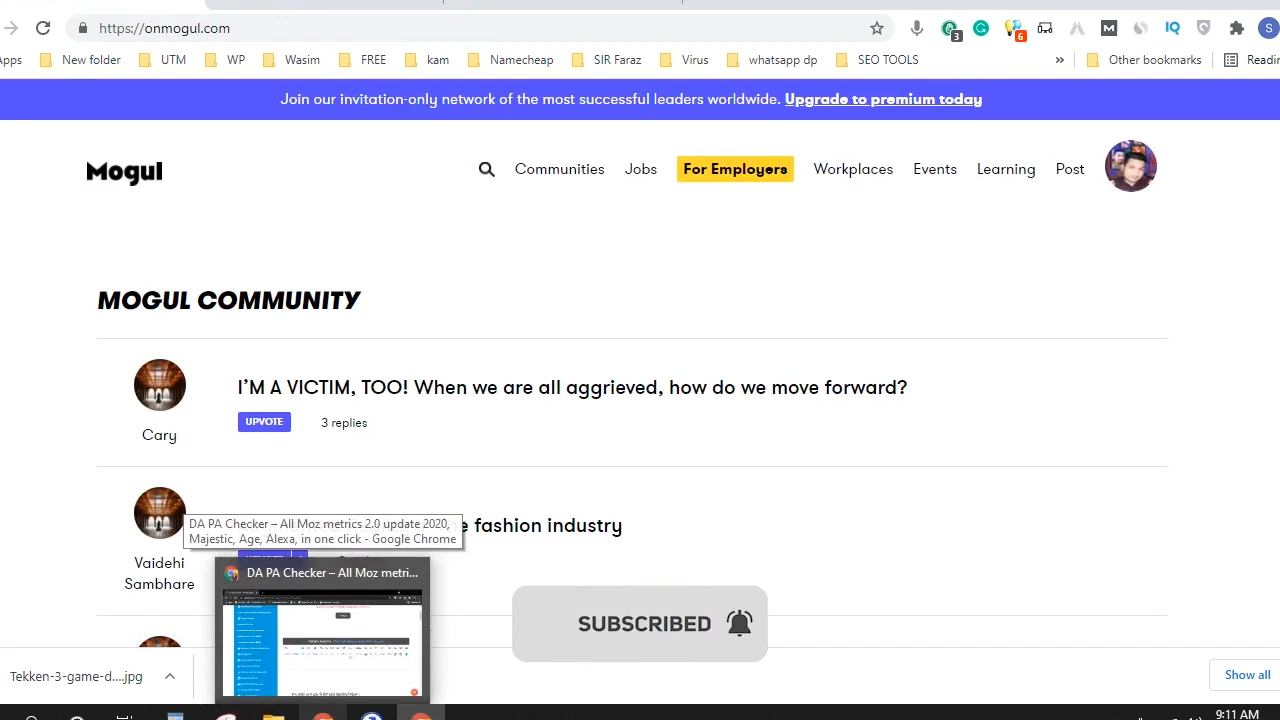 https://onmogul.com
3
6
M
IQ
S
Apps
New folder
UTM
WP
Wasim
FREE
kam
Namecheap
SIR Faraz
Virus
whatsapp dp
SEO TOOLS
»
Other bookmarks
Readin
Join our invitation-only network of the most successful leaders worldwide. Upgrade to premium today
Mogul
Communities
Jobs
For Employers
Workplaces
Events
Learning
Post
MOGUL COMMUNITY
I’M A VICTIM, TOO! When we are all aggrieved, how do we move forward?
UPVOTE
3 replies
Cary
e fashion industry
DA PA Checker – All Moz metrics 2.0 update 2020,
Majestic, Age, Alexa, in one click - Google Chrome
Vaidehi
Sambhare
DA PA Checker – All Moz metri...
SUBSCRIBED
Tekken-3-game-d....jpg
Show all
9:11 AM